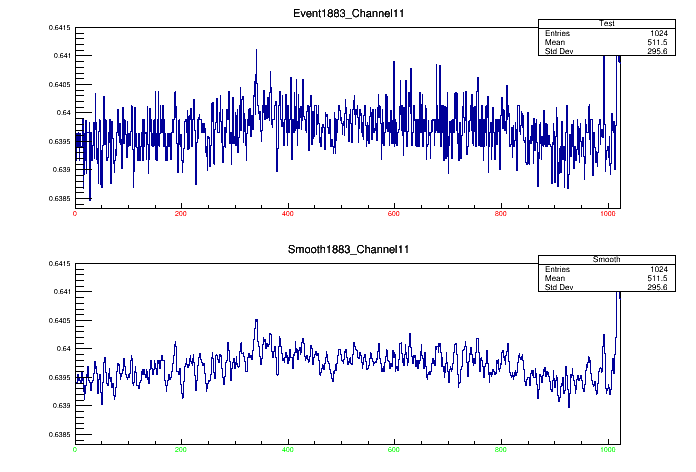 Event1883_Channel11
Test
Entries 1024
Mean 511.5
Std Dev 295.6
0.6415
0.641
0.6405
0.64
0.6395
0.639
0.6385
0 200 400 600 800 1000
Smooth1883_Channel11
Smooth
Entries 1024
Mean 511.5
Std Dev 295.6
0.6415
0.641
0.6405
0.64
0.6395
0.639
0.6385
0 200 400 600 800 1000